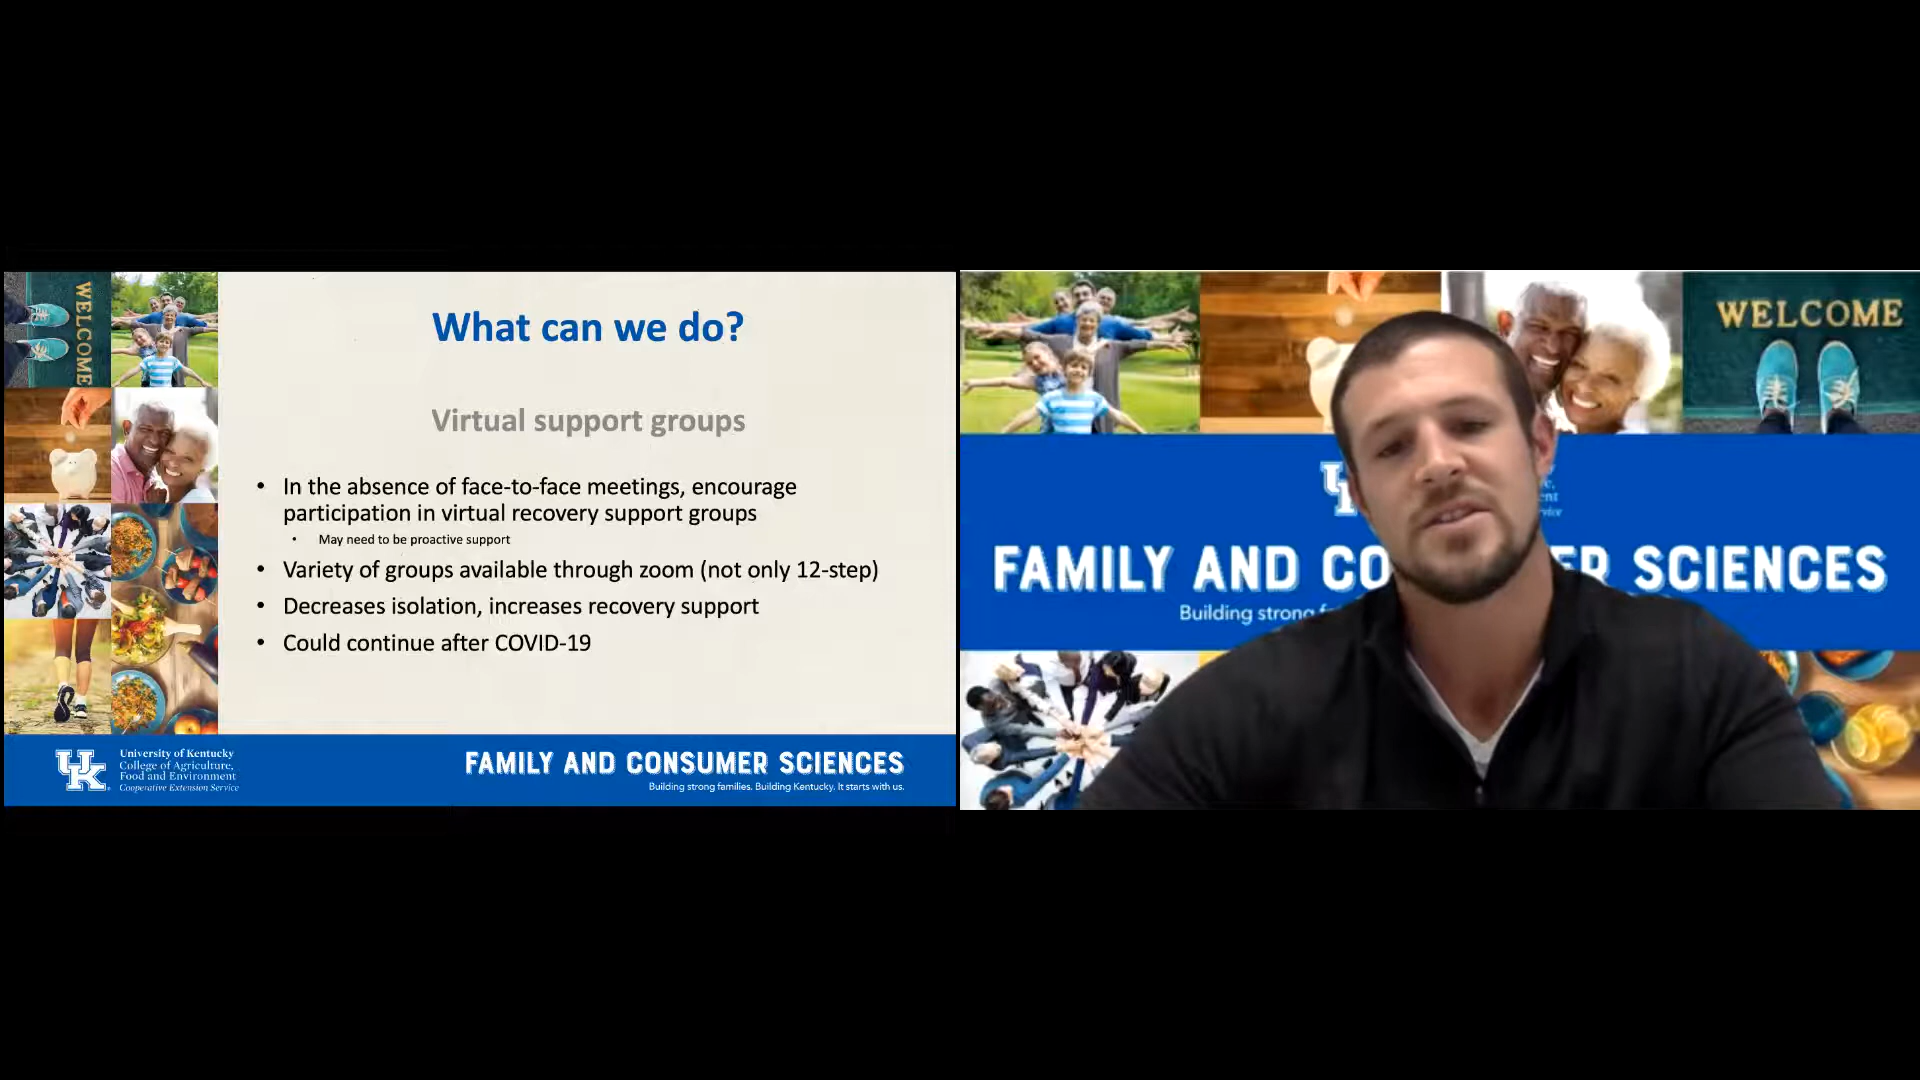 WELCOME
What can we do?
Virtual support groups
• In the absence of face-to-face meetings, encourage
participation in virtual recovery support groups
• May need to be proactive support
• Variety of groups available through zoom (not only 12-step)
• Decreases isolation, increases recovery support
• Could continue after COVID-19
UK
University of Kentucky
College of Agriculture,
Food and Environment
Cooperative Extension Service
FAMILY AND CONSUMER SCIENCES
Building strong families. Building Kentucky. It starts with us.
WELCOME
FAMILY AND CO ER SCIENCES
Building strong